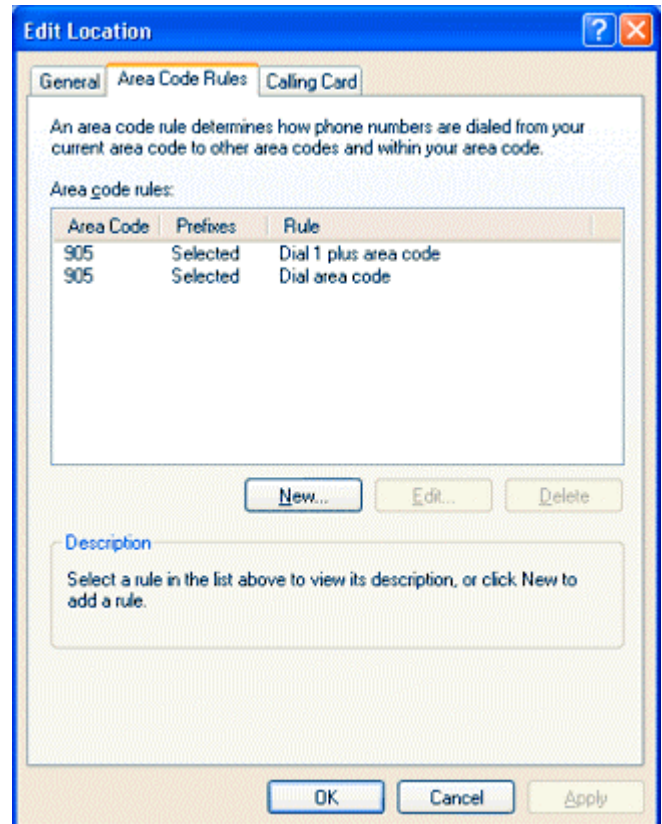 Edit Location
General Area Code Rules Calling Card
An area code rule determines how phone numbers are dialed from your
current area code to other area codes and within your area code.
Area code rules:
Area Code Prefixes Rule
905 Selected Dial 1 plus area code
905 Selected Dial area code
New... Edit... Delete
Description
Select a rule in the list above to view its description, or click New to
add a rule.
OK Cancel Apply